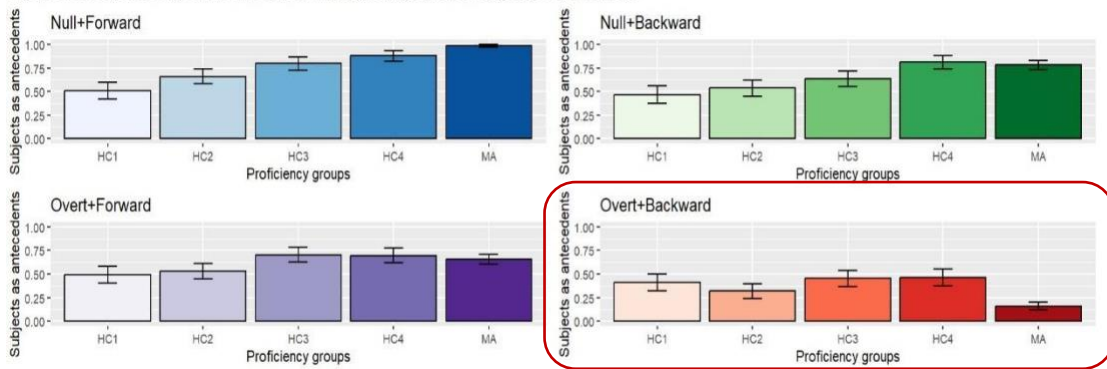 Null+Forward
Subjects as antecedents
1.00
0.75
0.50
0.25
0.00
HC1 HC2 HC3 HC4 MA
Proficiency groups
Null+Backward
Subjects as antecedents
1.00
0.75
0.50
0.25
0.00
HC1 HC2 HC3 HC4 MA
Proficiency groups
Overt+Forward
Subjects as antecedents
1.00
0.75
0.50
0.25
0.00
HC1 HC2 HC3 HC4 MA
Proficiency groups
Overt+Backward
Subjects as antecedents
1.00
0.75
0.50
0.25
0.00
HC1 HC2 HC3 HC4 MA
Proficiency groups